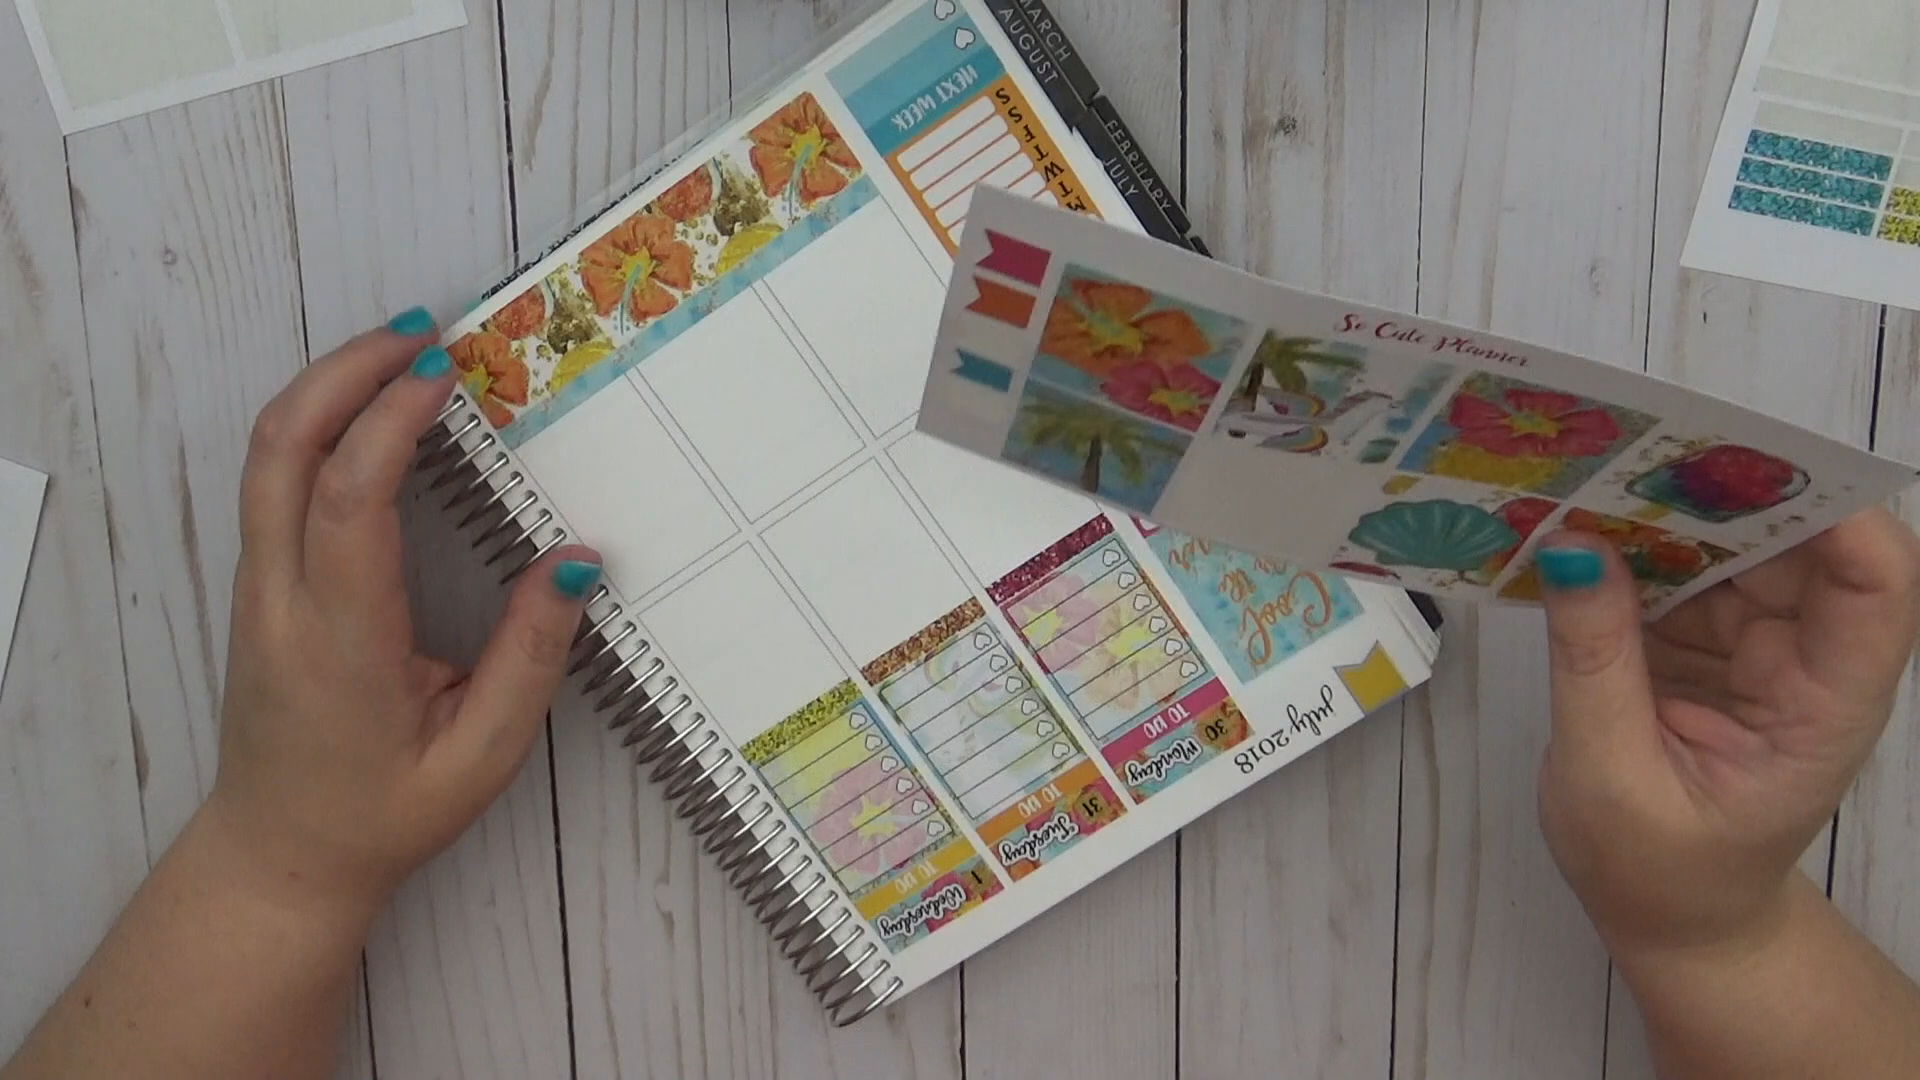 MARCH
AUGUST
FEBRUARY
JULY
NEXT WEEK
M T W T F S S
So Cute Planner
Cool
july 2018
30
Monday
TO DO
31
Tuesday
TO DO
1
Wednesday
TO DO